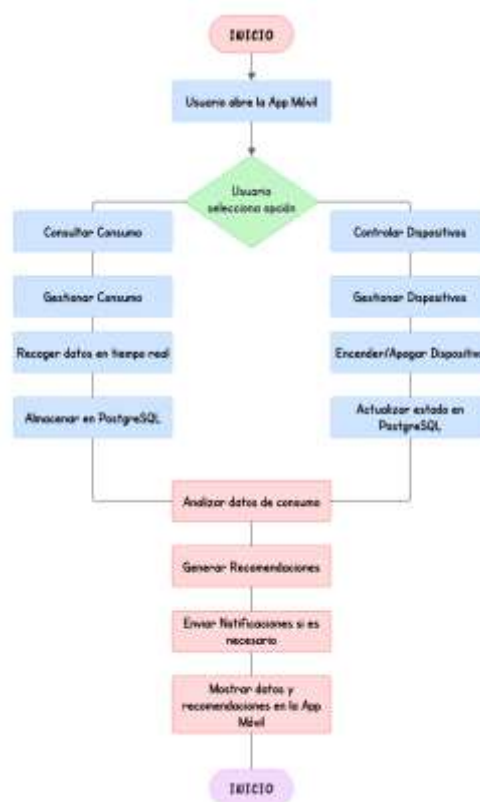 INICIO
Usuario abre la App Móvil
Usuario
selecciona opción
Consultar Consumo
Controlar Dispositivos
Gestionar Consumo
Gestionar Dispositivos
Recoger datos en tiempo real
Encender/Apagar Dispositiv
Almacenar en PostgreSQL
Actualizar estado en
PostgreSQL
Analizar datos de consumo
Generar Recomendaciones
Enviar Notificaciones si es
necesario
Mostrar datos y
recomendaciones en la App
Móvil
INICIO